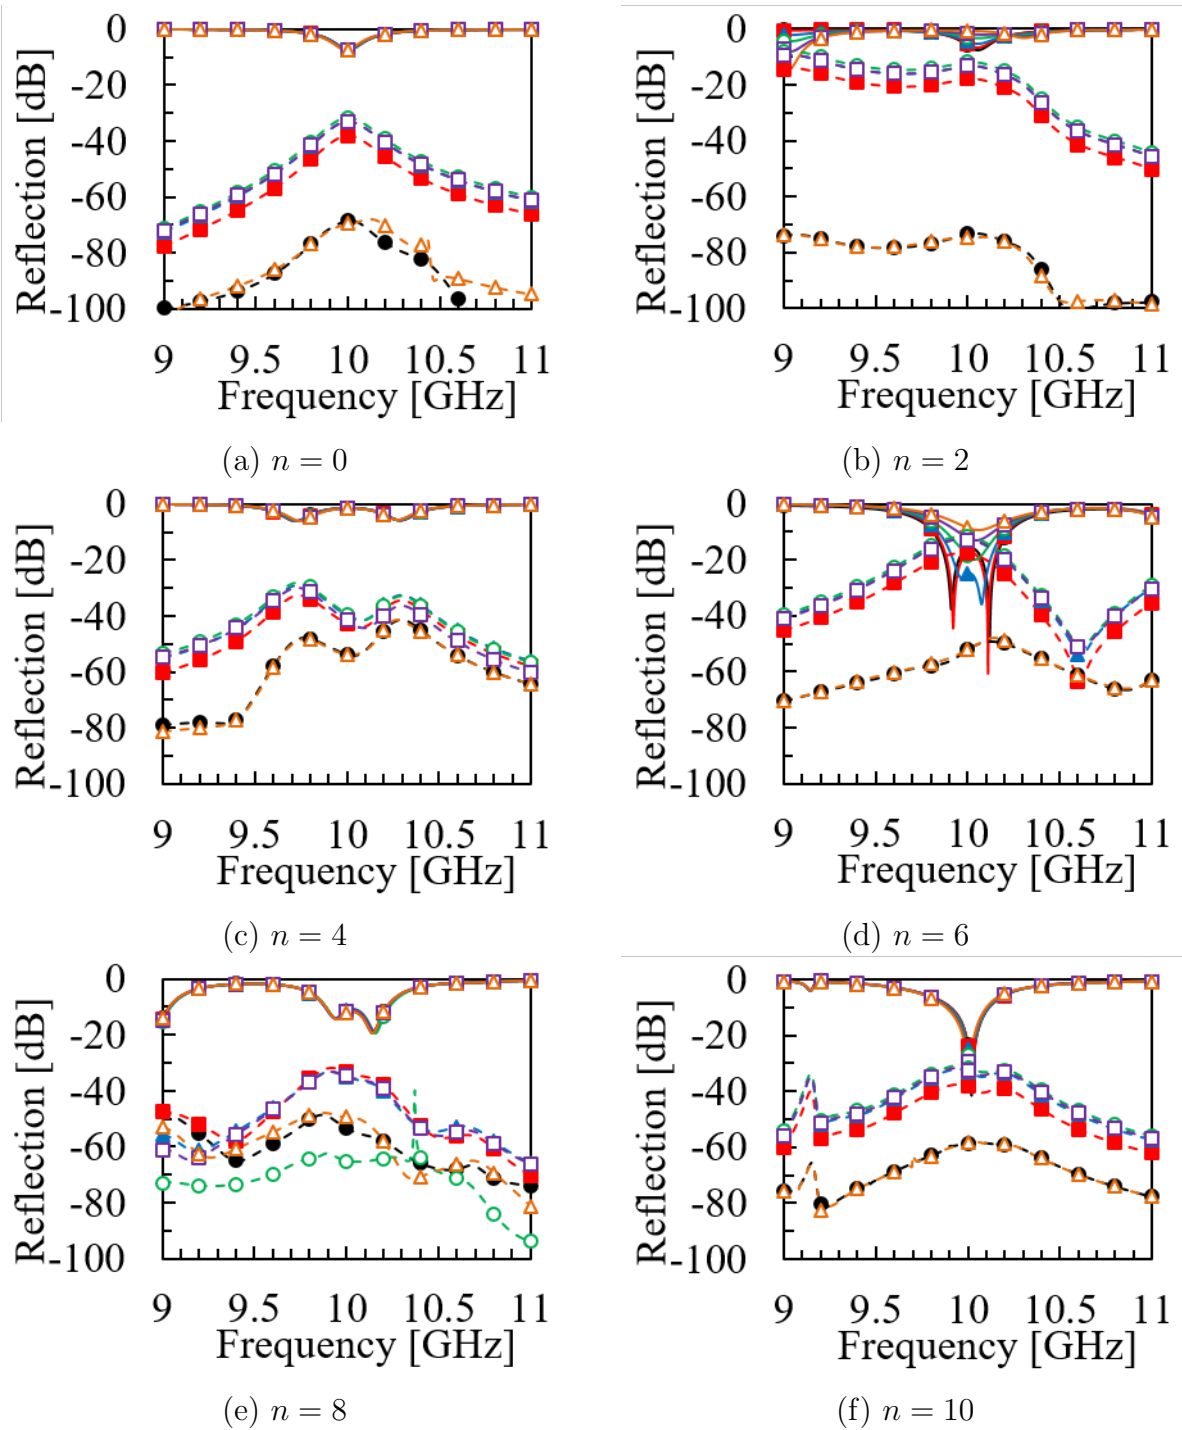 0
-20
-40
-60
-80
-100
Reflection [dB]
9 9.5 10 10.5 11
Frequency [GHz]
(a) n = 0
0
-20
-40
-60
-80
-100
Reflection [dB]
9 9.5 10 10.5 11
Frequency [GHz]
(b) n = 2
0
-20
-40
-60
-80
-100
Reflection [dB]
9 9.5 10 10.5 11
Frequency [GHz]
(c) n = 4
0
-20
-40
-60
-80
-100
Reflection [dB]
9 9.5 10 10.5 11
Frequency [GHz]
(d) n = 6
0
-20
-40
-60
-80
-100
Reflection [dB]
9 9.5 10 10.5 11
Frequency [GHz]
(e) n = 8
0
-20
-40
-60
-80
-100
Reflection [dB]
9 9.5 10 10.5 11
Frequency [GHz]
(f) n = 10